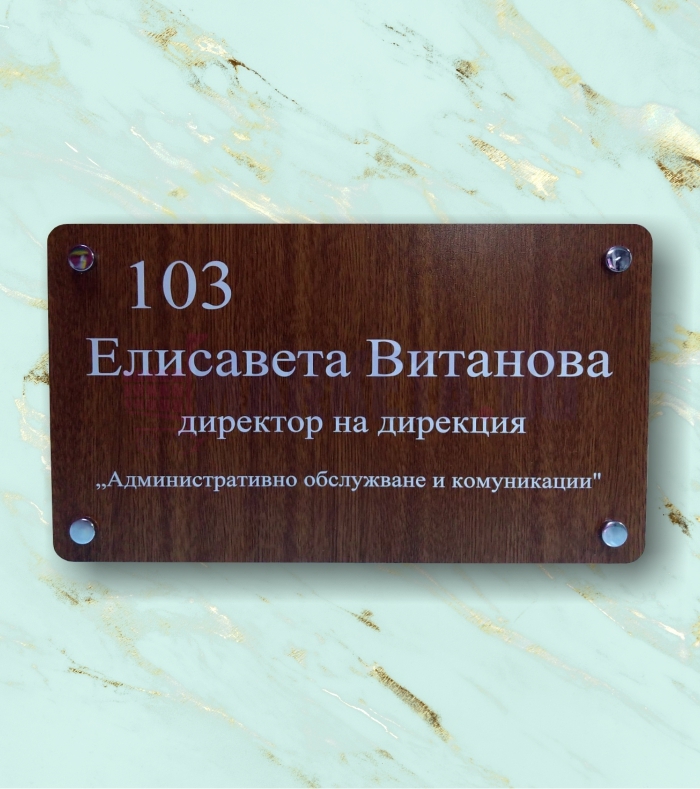 103
Елисавета Витанова
директор на дирекция
„Административно обслужване и комуникации"